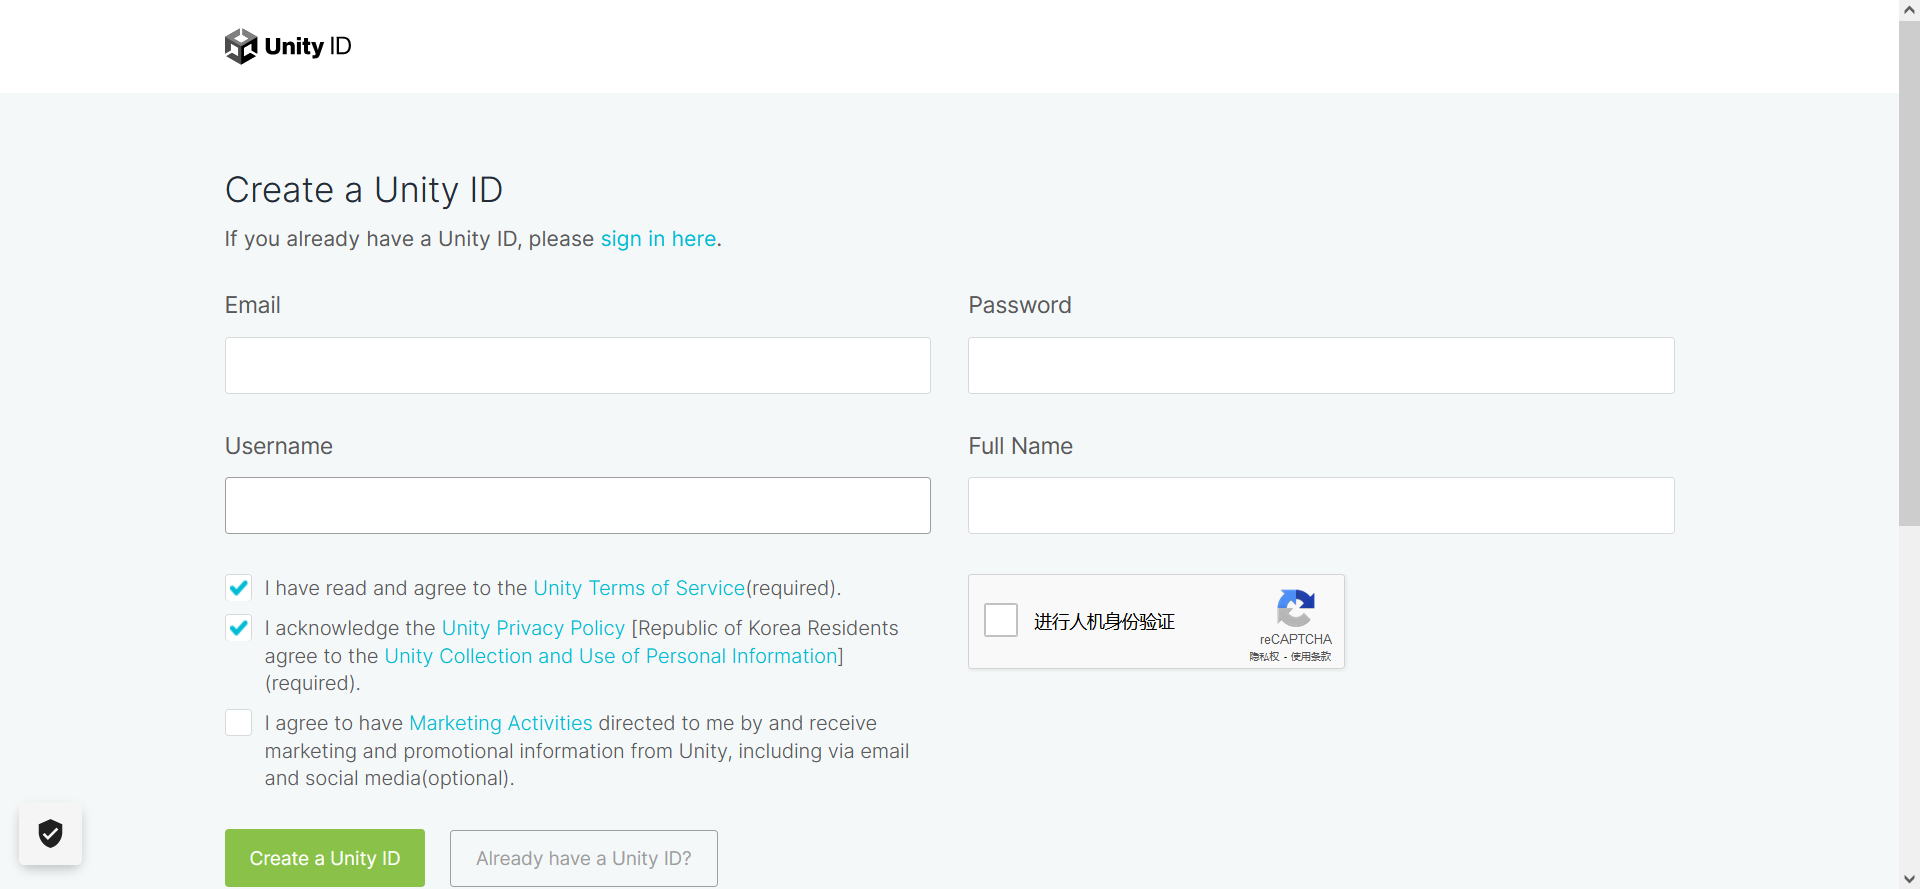 Unity ID
Create a Unity ID
If you already have a Unity ID, please sign in here.
Email
Password
Username
Full Name
I have read and agree to the Unity Terms of Service(required).
I acknowledge the Unity Privacy Policy [Republic of Korea Residents
agree to the Unity Collection and Use of Personal Information]
(required).
I agree to have Marketing Activities directed to me by and receive
marketing and promotional information from Unity, including via email
and social media(optional).
进行人机身份验证
reCAPTCHA
隐私权 - 使用条款
Create a Unity ID
Already have a Unity ID?